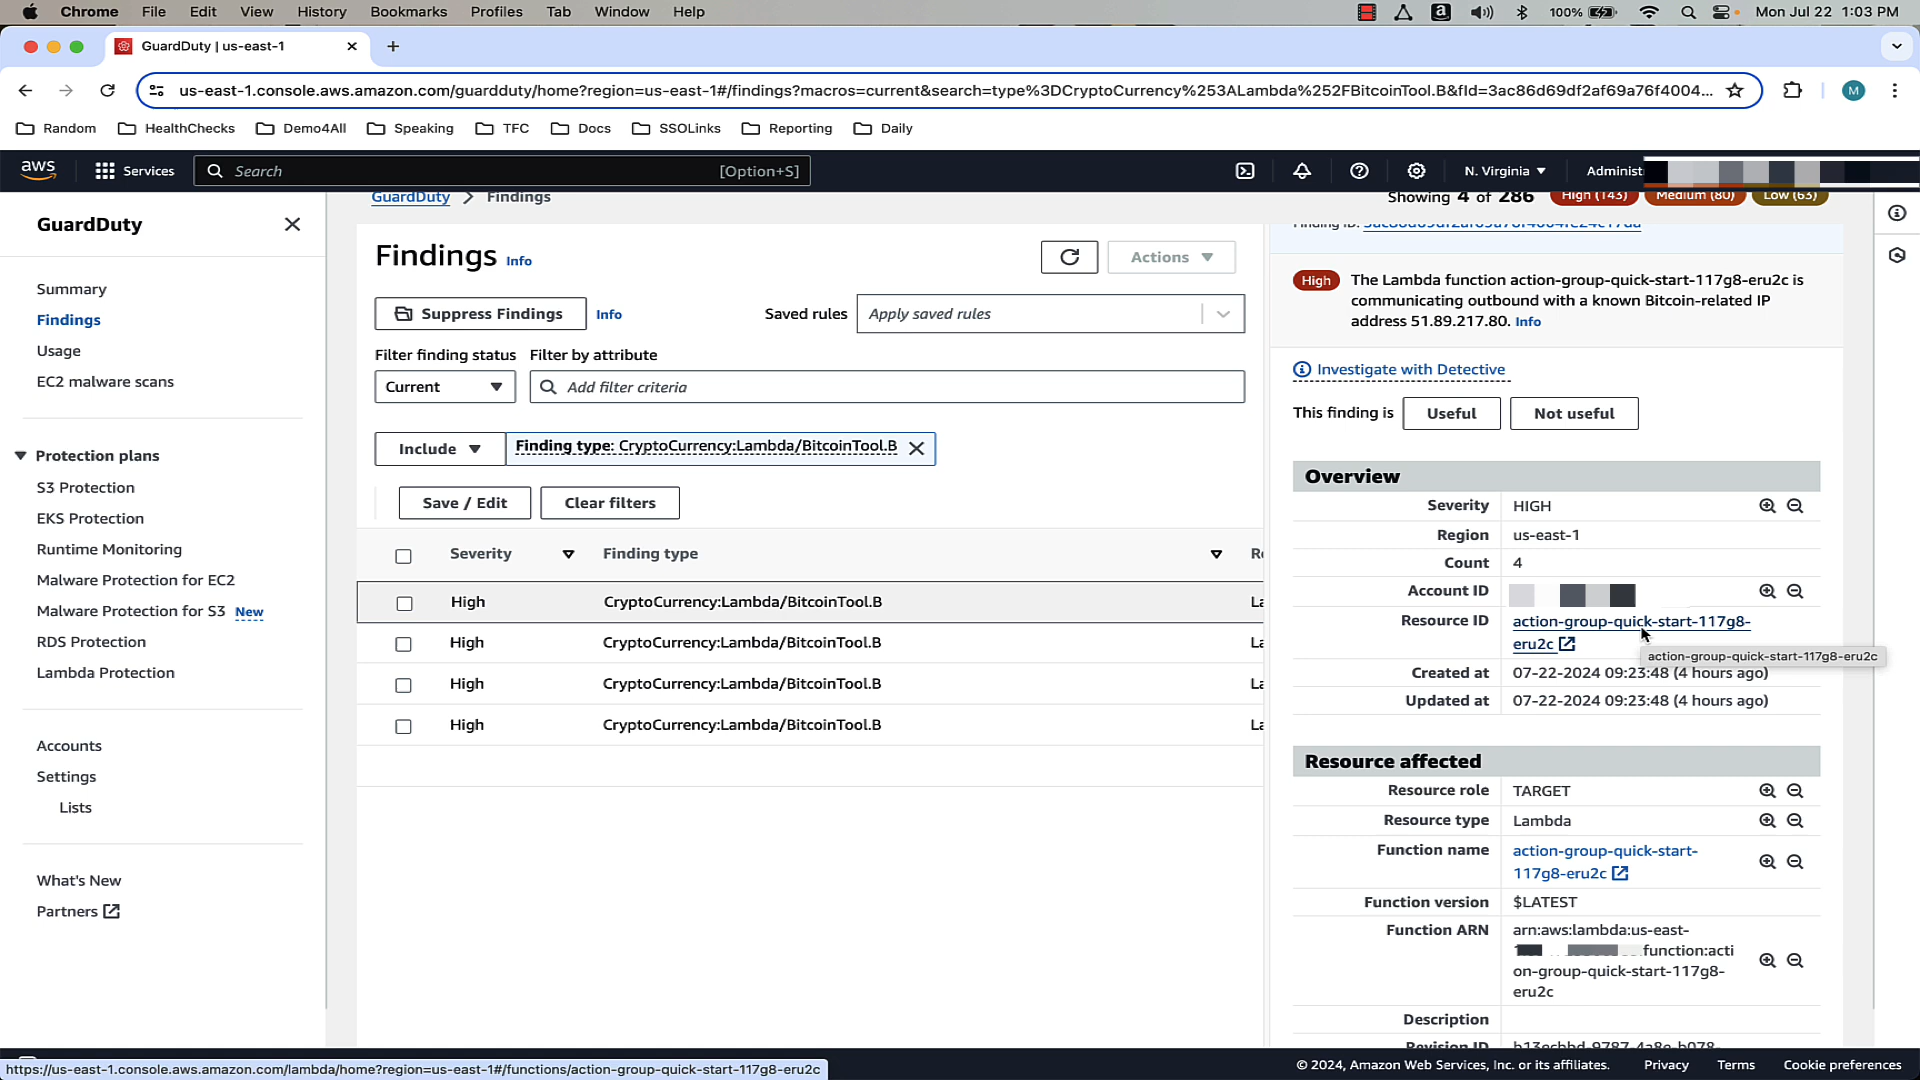 Chrome File Edit View History Bookmarks Profiles Tab Window Help 100% Mon Jul 22 1:03 PM
GuardDuty | us-east-1
us-east-1.console.aws.amazon.com/guardduty/home?region=us-east-1#/findings?macros=current&search=type%3DCryptoCurrency%253ALambda%252FBitcoinTool.B&fId=3ac86d69df2af69a76f4004...
Random HealthChecks Demo4All Speaking TFC Docs SSOLinks Reporting Daily
aws Services Search [Option+S] N. Virginia Administ
GuardDuty
Summary
Findings
Usage
EC2 malware scans
Protection plans
S3 Protection
EKS Protection
Runtime Monitoring
Malware Protection for EC2
Malware Protection for S3 New
RDS Protection
Lambda Protection
Accounts
Settings
Lists
What's New
Partners
GuardDuty Findings
Showing 4 of 286 High (143) Medium (80) Low (63)
Findings Info
Actions
Suppress Findings Info
Saved rules Apply saved rules
Filter finding status Filter by attribute
Current Add filter criteria
Include Finding type: CryptoCurrency:Lambda/BitcoinTool.B
Save / Edit Clear filters
Severity Finding type
High CryptoCurrency:Lambda/BitcoinTool.B
High CryptoCurrency:Lambda/BitcoinTool.B
High CryptoCurrency:Lambda/BitcoinTool.B
High CryptoCurrency:Lambda/BitcoinTool.B
Finding ID:
High The Lambda function action-group-quick-start-117g8-eru2c is
communicating outbound with a known Bitcoin-related IP
address 51.89.217.80. Info
Investigate with Detective
This finding is Useful Not useful
Overview
Severity HIGH
Region us-east-1
Count 4
Account ID
Resource ID action-group-quick-start-117g8-
eru2c
action-group-quick-start-117g8-eru2c
Created at 07-22-2024 09:23:48 (4 hours ago)
Updated at 07-22-2024 09:23:48 (4 hours ago)
Resource affected
Resource role TARGET
Resource type Lambda
Function name action-group-quick-start-
117g8-eru2c
Function version $LATEST
Function ARN arn:aws:lambda:us-east-
function:acti
on-group-quick-start-117g8-
eru2c
Description
Revision ID
https://us-east-1.console.aws.amazon.com/lambda/home?region=us-east-1#/functions/action-group-quick-start-117g8-eru2c
© 2024, Amazon Web Services, Inc. or its affiliates. Privacy Terms Cookie preferences